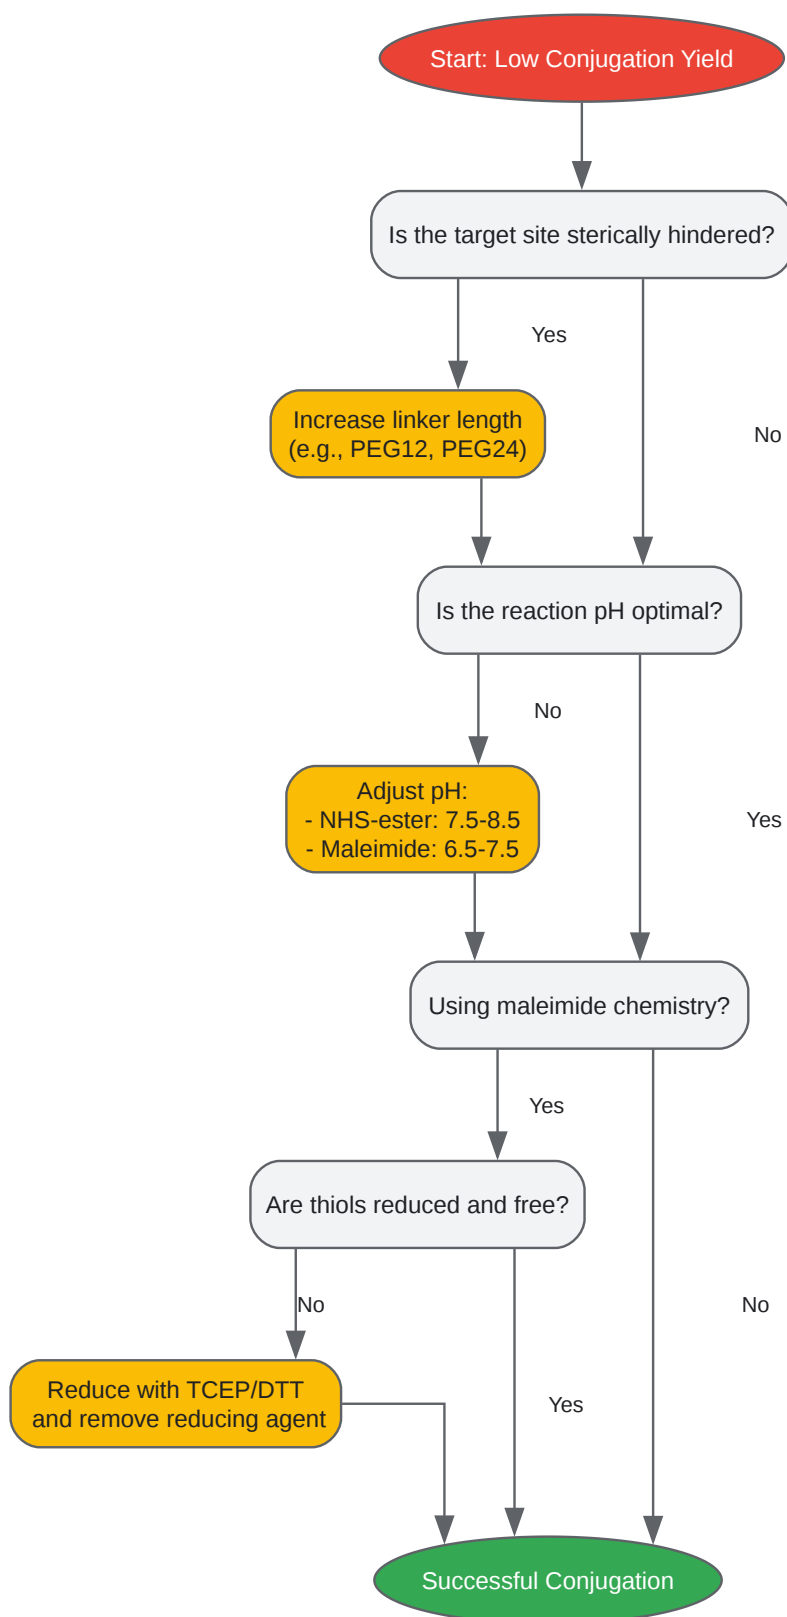 Start: Low Conjugation Yield
Is the target site sterically hindered?
Yes
Increase linker length
(e.g., PEG12, PEG24)
No
Is the reaction pH optimal?
No
Adjust pH:
- NHS-ester: 7.5-8.5
- Maleimide: 6.5-7.5
Yes
Using maleimide chemistry?
Yes
Are thiols reduced and free?
No
No
Reduce with TCEP/DTT
and remove reducing agent
Yes
Successful Conjugation